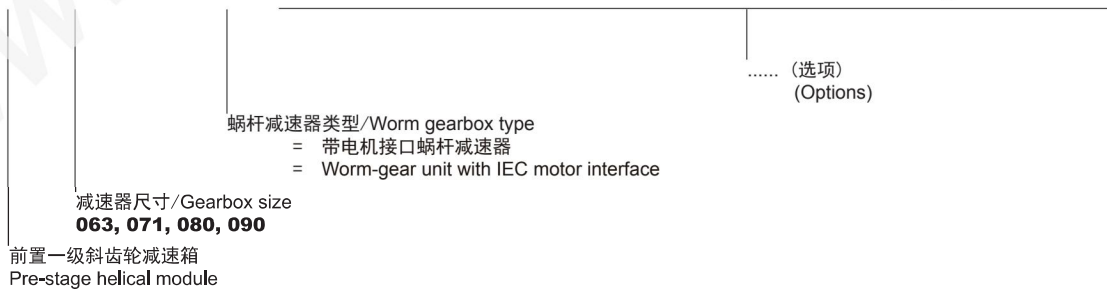 ...... (选项)
(Options)
蜗杆减速器类型/Worm gearbox type
= 带电机接口蜗杆减速器
= Worm-gear unit with IEC motor interface
减速器尺寸/Gearbox size
063, 071, 080, 090
前置一级斜齿轮减速箱
Pre-stage helical module